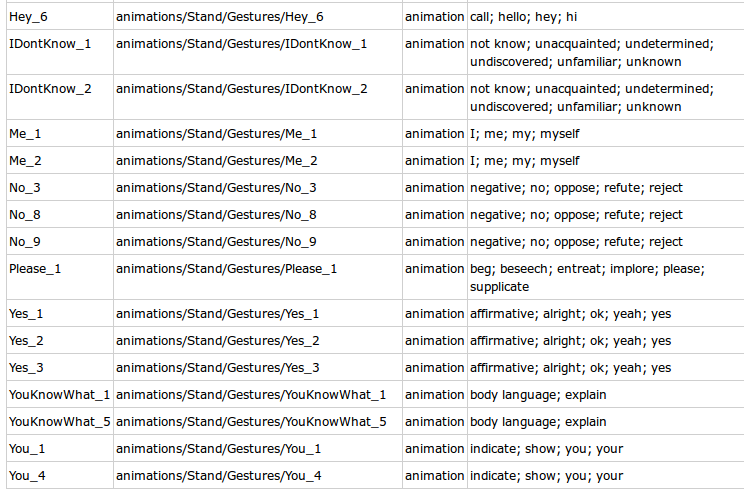 Hey_6 animations/Stand/Gestures/Hey_6 animation call; hello; hey; hi
IDontKnow_1 animations/Stand/Gestures/IDontKnow_1 animation not know; unacquainted; undetermined;
undiscovered; unfamiliar; unknown
IDontKnow_2 animations/Stand/Gestures/IDontKnow_2 animation not know; unacquainted; undetermined;
undiscovered; unfamiliar; unknown
Me_1 animations/Stand/Gestures/Me_1 animation I; me; my; myself
Me_2 animations/Stand/Gestures/Me_2 animation I; me; my; myself
No_3 animations/Stand/Gestures/No_3 animation negative; no; oppose; refute; reject
No_8 animations/Stand/Gestures/No_8 animation negative; no; oppose; refute; reject
No_9 animations/Stand/Gestures/No_9 animation negative; no; oppose; refute; reject
Please_1 animations/Stand/Gestures/Please_1 animation beg; beseech; entreat; implore; please;
supplicate
Yes_1 animations/Stand/Gestures/Yes_1 animation affirmative; alright; ok; yeah; yes
Yes_2 animations/Stand/Gestures/Yes_2 animation affirmative; alright; ok; yeah; yes
Yes_3 animations/Stand/Gestures/Yes_3 animation affirmative; alright; ok; yeah; yes
YouKnowWhat_1 animations/Stand/Gestures/YouKnowWhat_1 animation body language; explain
YouKnowWhat_5 animations/Stand/Gestures/YouKnowWhat_5 animation body language; explain
You_1 animations/Stand/Gestures/You_1 animation indicate; show; you; your
You_4 animations/Stand/Gestures/You_4 animation indicate; show; you; your